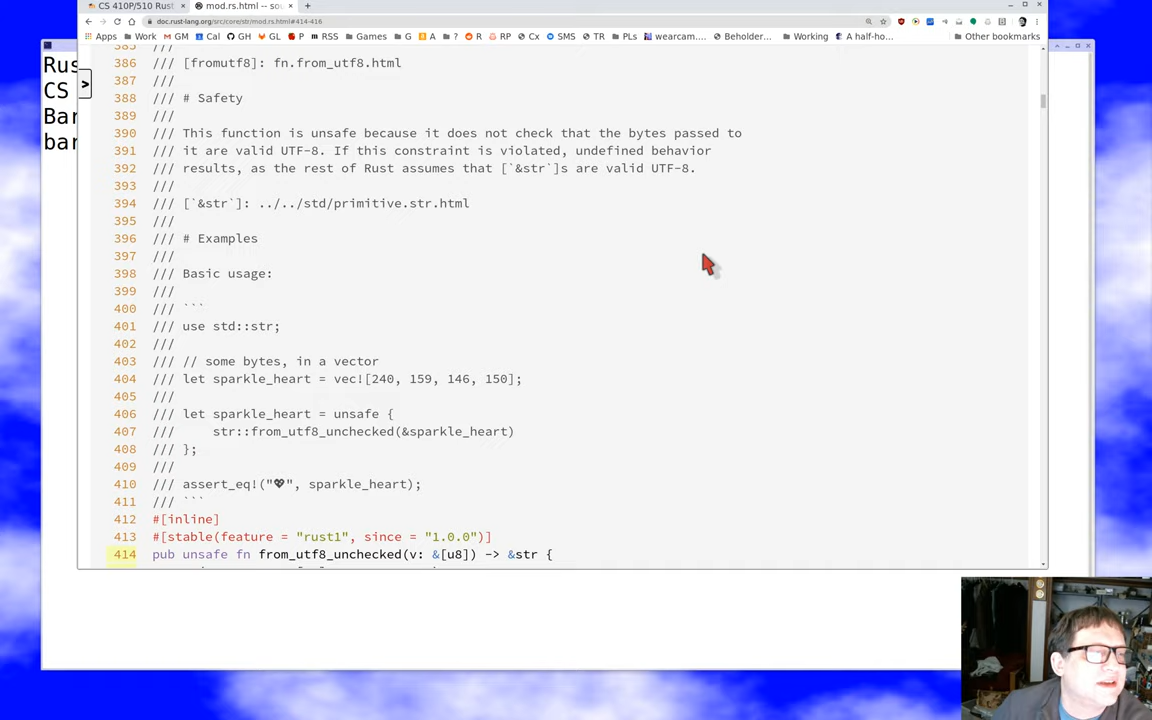 CS 410P/510 Rust
mod.rs.html -- so
doc.rust-lang.org/src/core/str/mod.rs.html#414-416
Apps Work GM Cal GH GL P RSS Games G A ? R RP Cx SMS TR PLs wearcam.... Beholder... Working A half-ho... Other bookmarks
Rus
CS
Bar
bar
>
385 ///
386 /// [fromutf8]: fn.from_utf8.html
387 ///
388 /// # Safety
389 ///
390 /// This function is unsafe because it does not check that the bytes passed to
391 /// it are valid UTF-8. If this constraint is violated, undefined behavior
392 /// results, as the rest of Rust assumes that [`&str`]s are valid UTF-8.
393 ///
394 /// [`&str`]: ../../std/primitive.str.html
395 ///
396 /// # Examples
397 ///
398 /// Basic usage:
399 ///
400 /// ```
401 /// use std::str;
402 ///
403 /// // some bytes, in a vector
404 /// let sparkle_heart = vec![240, 159, 146, 150];
405 ///
406 /// let sparkle_heart = unsafe {
407 ///     str::from_utf8_unchecked(&sparkle_heart)
408 /// };
409 ///
410 /// assert_eq!("💖", sparkle_heart);
411 /// ```
412 #[inline]
413 #[stable(feature = "rust1", since = "1.0.0")]
414 pub unsafe fn from_utf8_unchecked(v: &[u8]) -> &str {